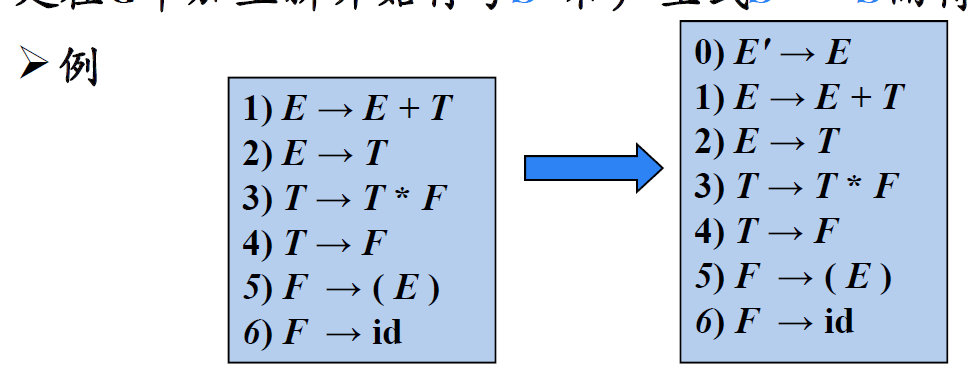 ➢例
1) E → E + T
2) E → T
3) T → T * F
4) T → F
5) F → ( E )
6) F → id
0) E′ → E
1) E → E + T
2) E → T
3) T → T * F
4) T → F
5) F → ( E )
6) F → id